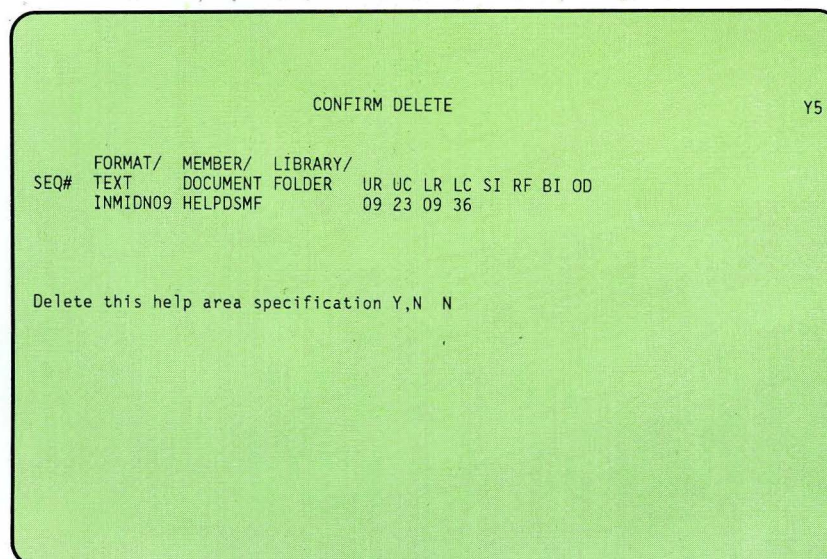 CONFIRM DELETE Y5
FORMAT/ MEMBER/ LIBRARY/
SEQ# TEXT DOCUMENT FOLDER UR UC LR LC SI RF BI OD
INMIDN09 HELPDSMF 09 23 09 36
Delete this help area specification Y,N N